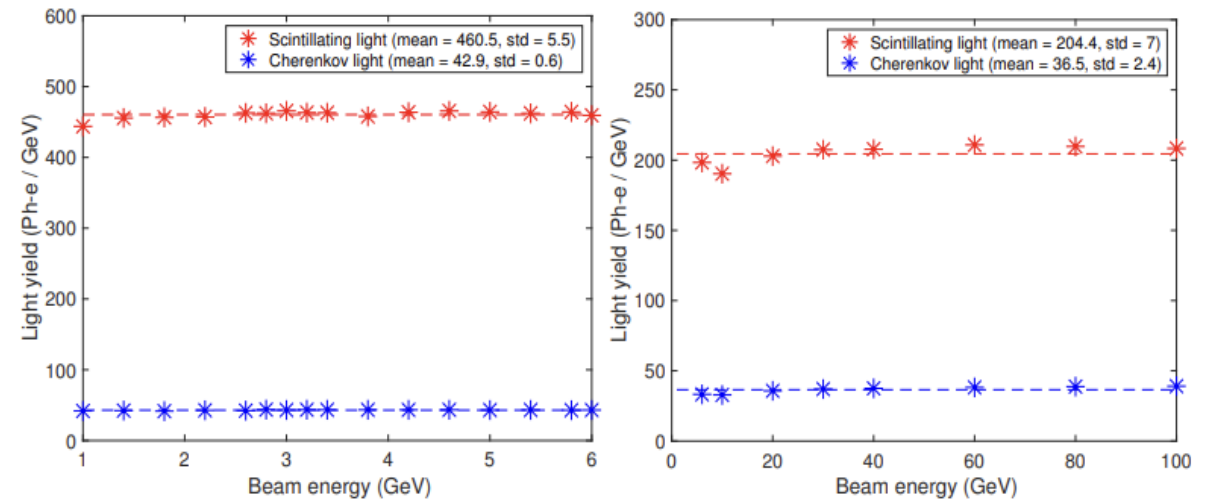 600
500
400
300
200
100
0
Light yield (Ph-e / GeV)
Scintillating light (mean = 460.5, std = 5.5)
Cherenkov light (mean = 42.9, std = 0.6)
1 2 3 4 5 6
Beam energy (GeV)
300
250
200
150
100
50
0
Light yield (Ph-e / GeV)
Scintillating light (mean = 204.4, std = 7)
Cherenkov light (mean = 36.5, std = 2.4)
0 20 40 60 80 100
Beam energy (GeV)